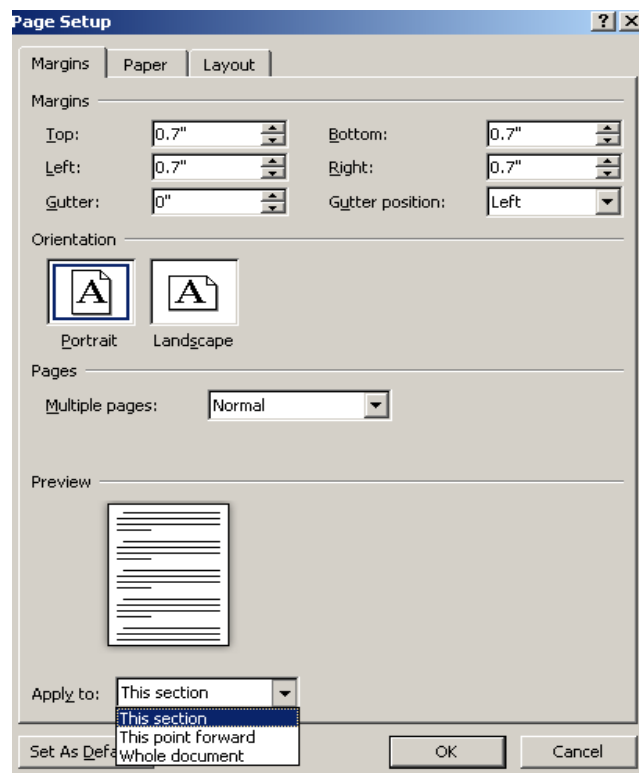 Page Setup
Margins Paper Layout
Margins
Top: 0.7" Bottom: 0.7"
Left: 0.7" Right: 0.7"
Gutter: 0" Gutter position: Left
Orientation
A A
Portrait Landscape
Pages
Multiple pages: Normal
Preview
Apply to: This section
This section
This point forward
Whole document
Set As Defa OK Cancel